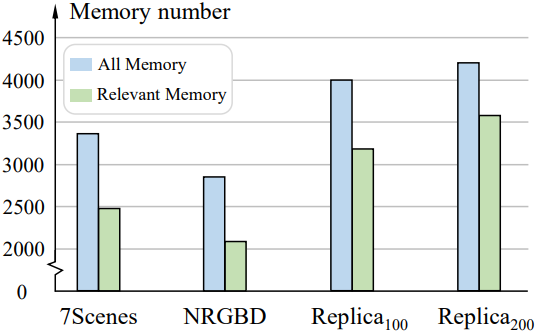 Memory number
4500
4000
3500
3000
2500
2000
0
All Memory
Relevant Memory
7Scenes NRGBD Replica₁₀₀ Replica₂₀₀